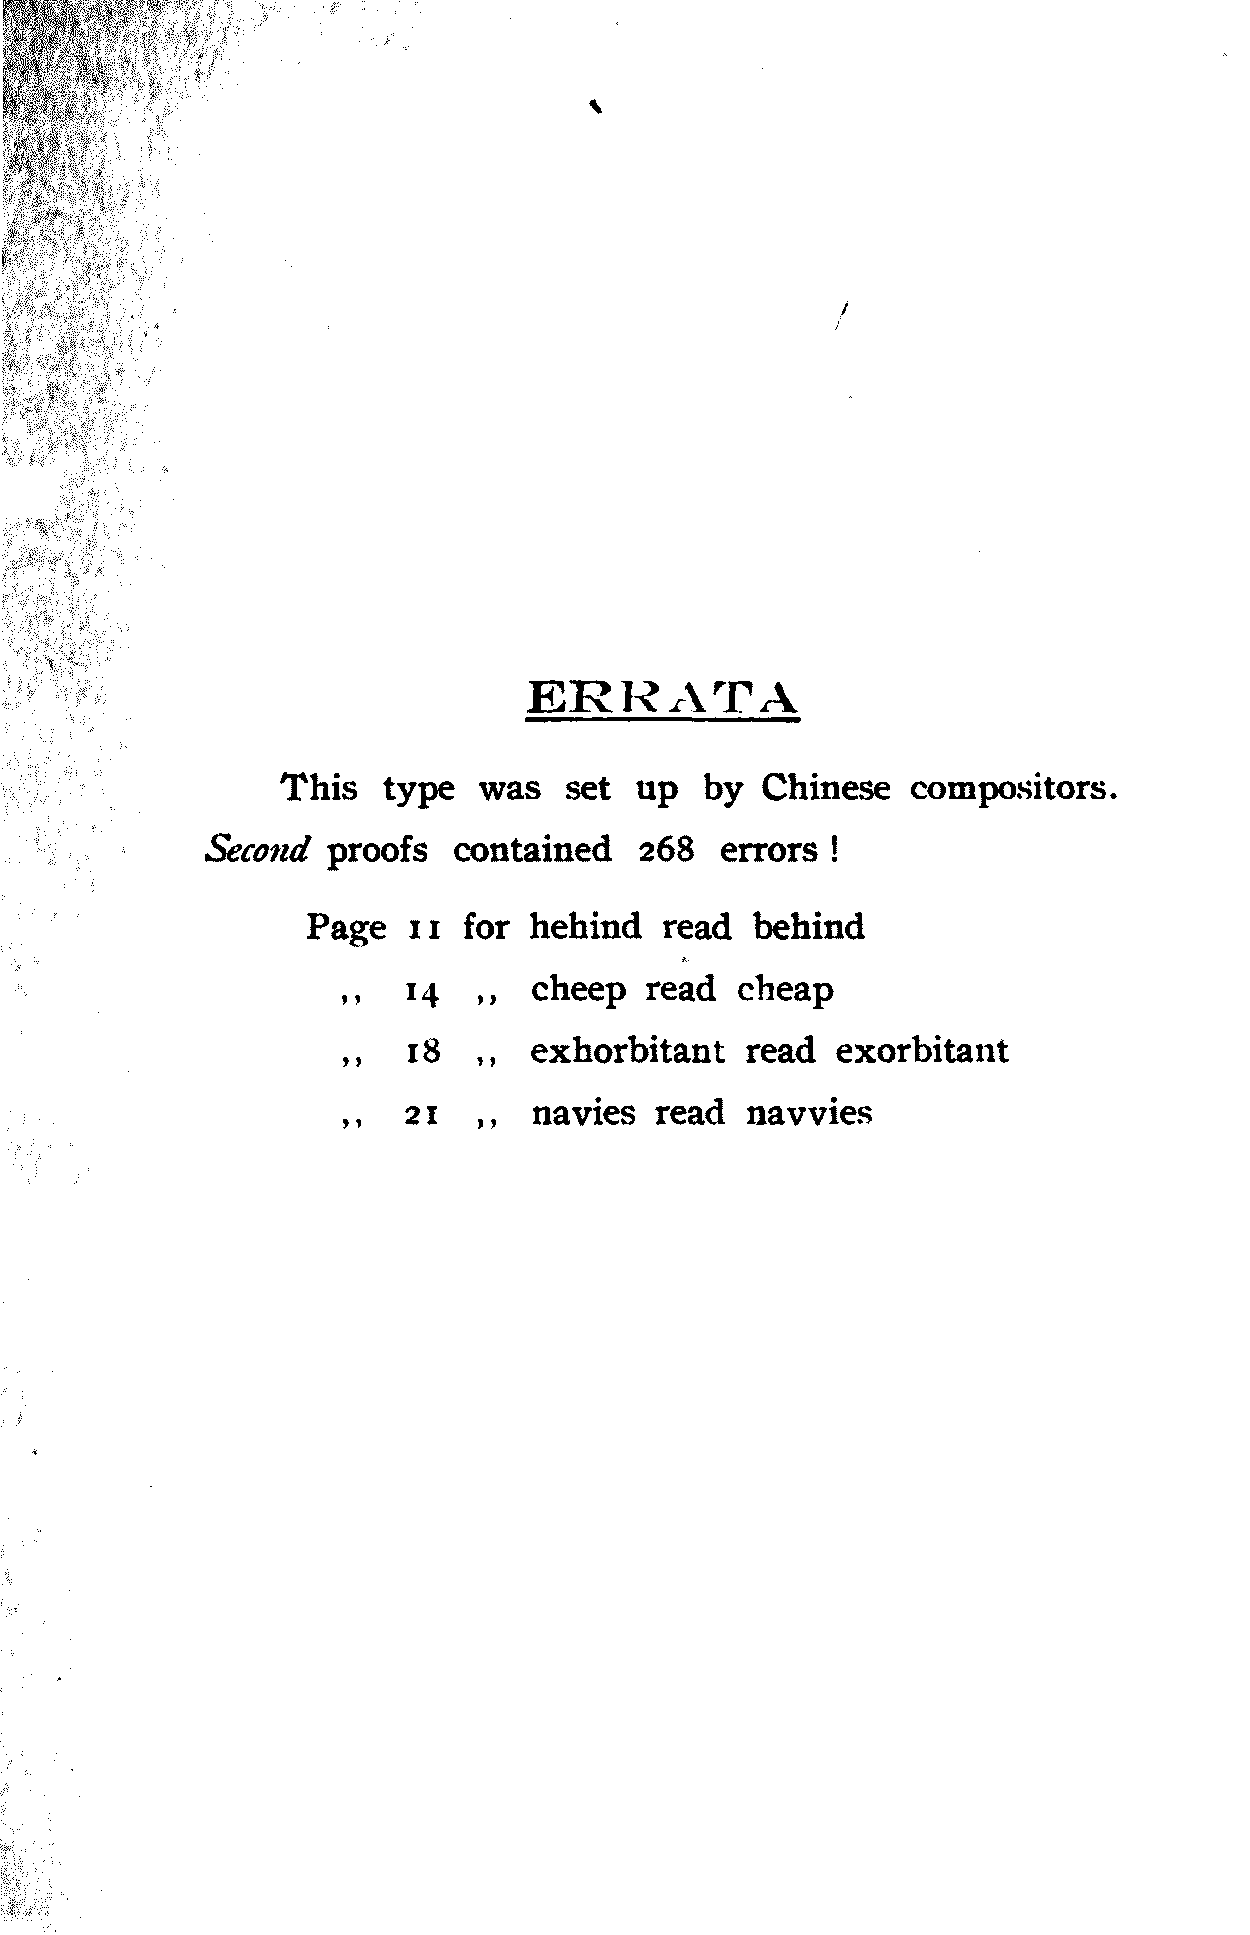 ERRATA
This type was set up by Chinese compositors.
Second proofs contained 268 errors !
Page 11 for hehind read behind
,, 14 ,, cheep read cheap
,, 18 ,, exhorbitant read exorbitant
,, 21 ,, navies read navvies